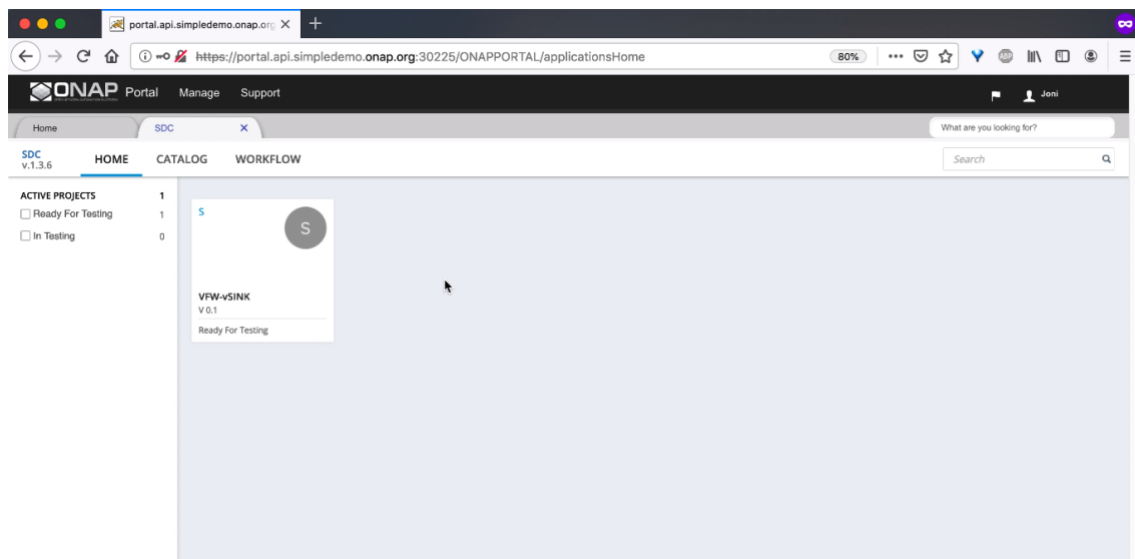 portal.api.simpledemo.onap.org
https://portal.api.simpledemo.onap.org:30225/ONAPPORTAL/applicationsHome 80%
ONAP Portal Manage Support Joni
Home SDC What are you looking for?
SDC
v.1.3.6
HOME CATALOG WORKFLOW Search
ACTIVE PROJECTS 1
Ready For Testing 1
In Testing 0
S
S
VFW-vSINK
V 0.1
Ready For Testing